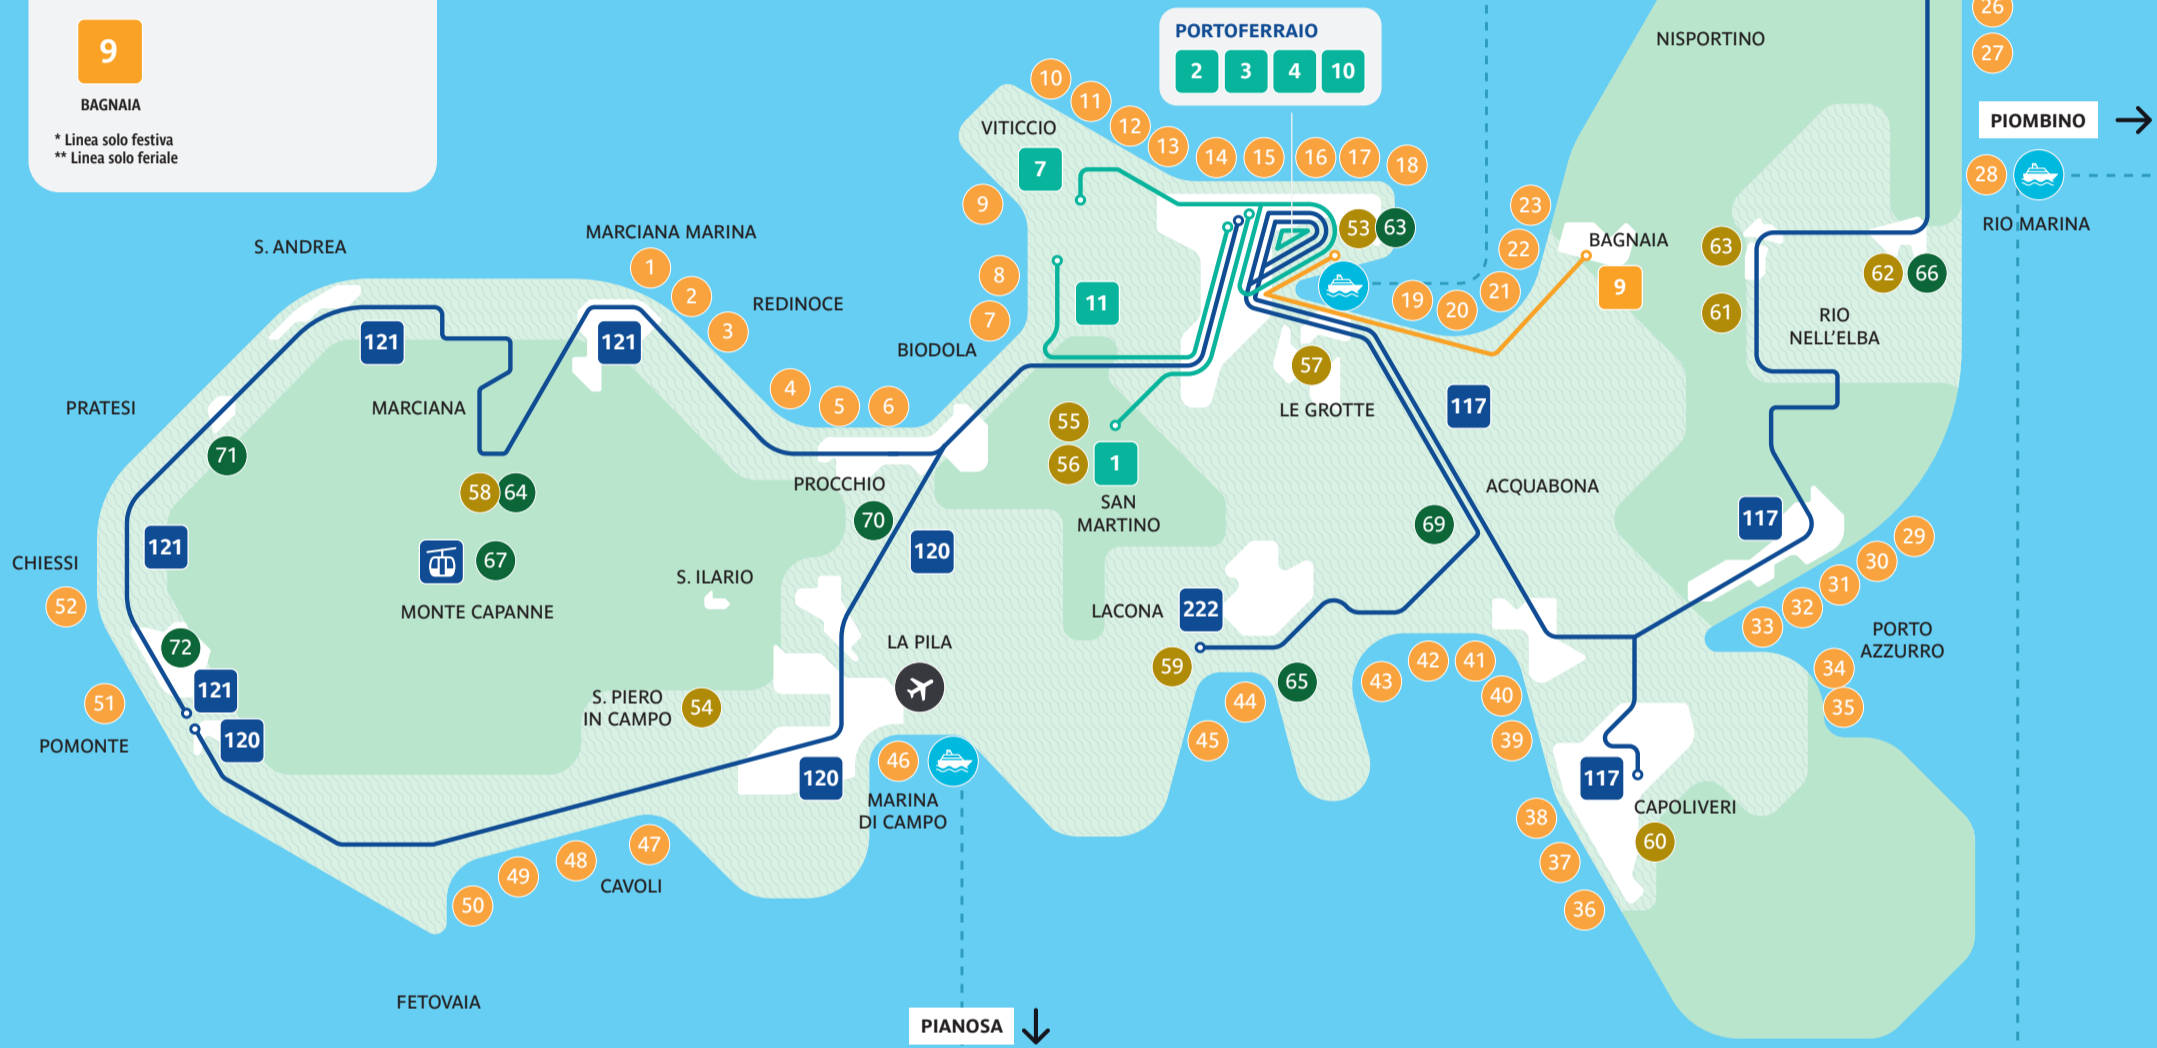 9
BAGNAIA
* Linea solo festiva
** Linea solo feriale
PORTOFERRAIO
2 3 4 10
NISPORTINO
26
27
PIOMBINO
28
RIO MARINA
10
11
12
13
14 15 16 17 18
VITICCIO
7
9
8
7
11
53 63
23
22
21
20
19
BAGNAIA
9
63
61
62 66
RIO
NELL'ELBA
S. ANDREA
MARCIANA MARINA
1
2
3
REDINOCE
BIODOLA
4
5
6
121
121
PRATESI
MARCIANA
71
58 64
PROCCHIO
70
120
55
56
1
SAN
MARTINO
57
LE GROTTE
117
ACQUABONA
69
117
29
30
31
32
33
PORTO
AZZURRO
34
35
CHIESSI
52
121
67
MONTE CAPANNE
S. ILARIO
LA PILA
LACONA
222
59
65
72
121
120
51
POMONTE
S. PIERO
IN CAMPO
54
120
46
MARINA
DI CAMPO
44
45
43
42
41
40
39
117
CAPOLIVERI
60
38
37
36
47
48
49
50
CAVOLI
FETOVAIA
PIANOSA